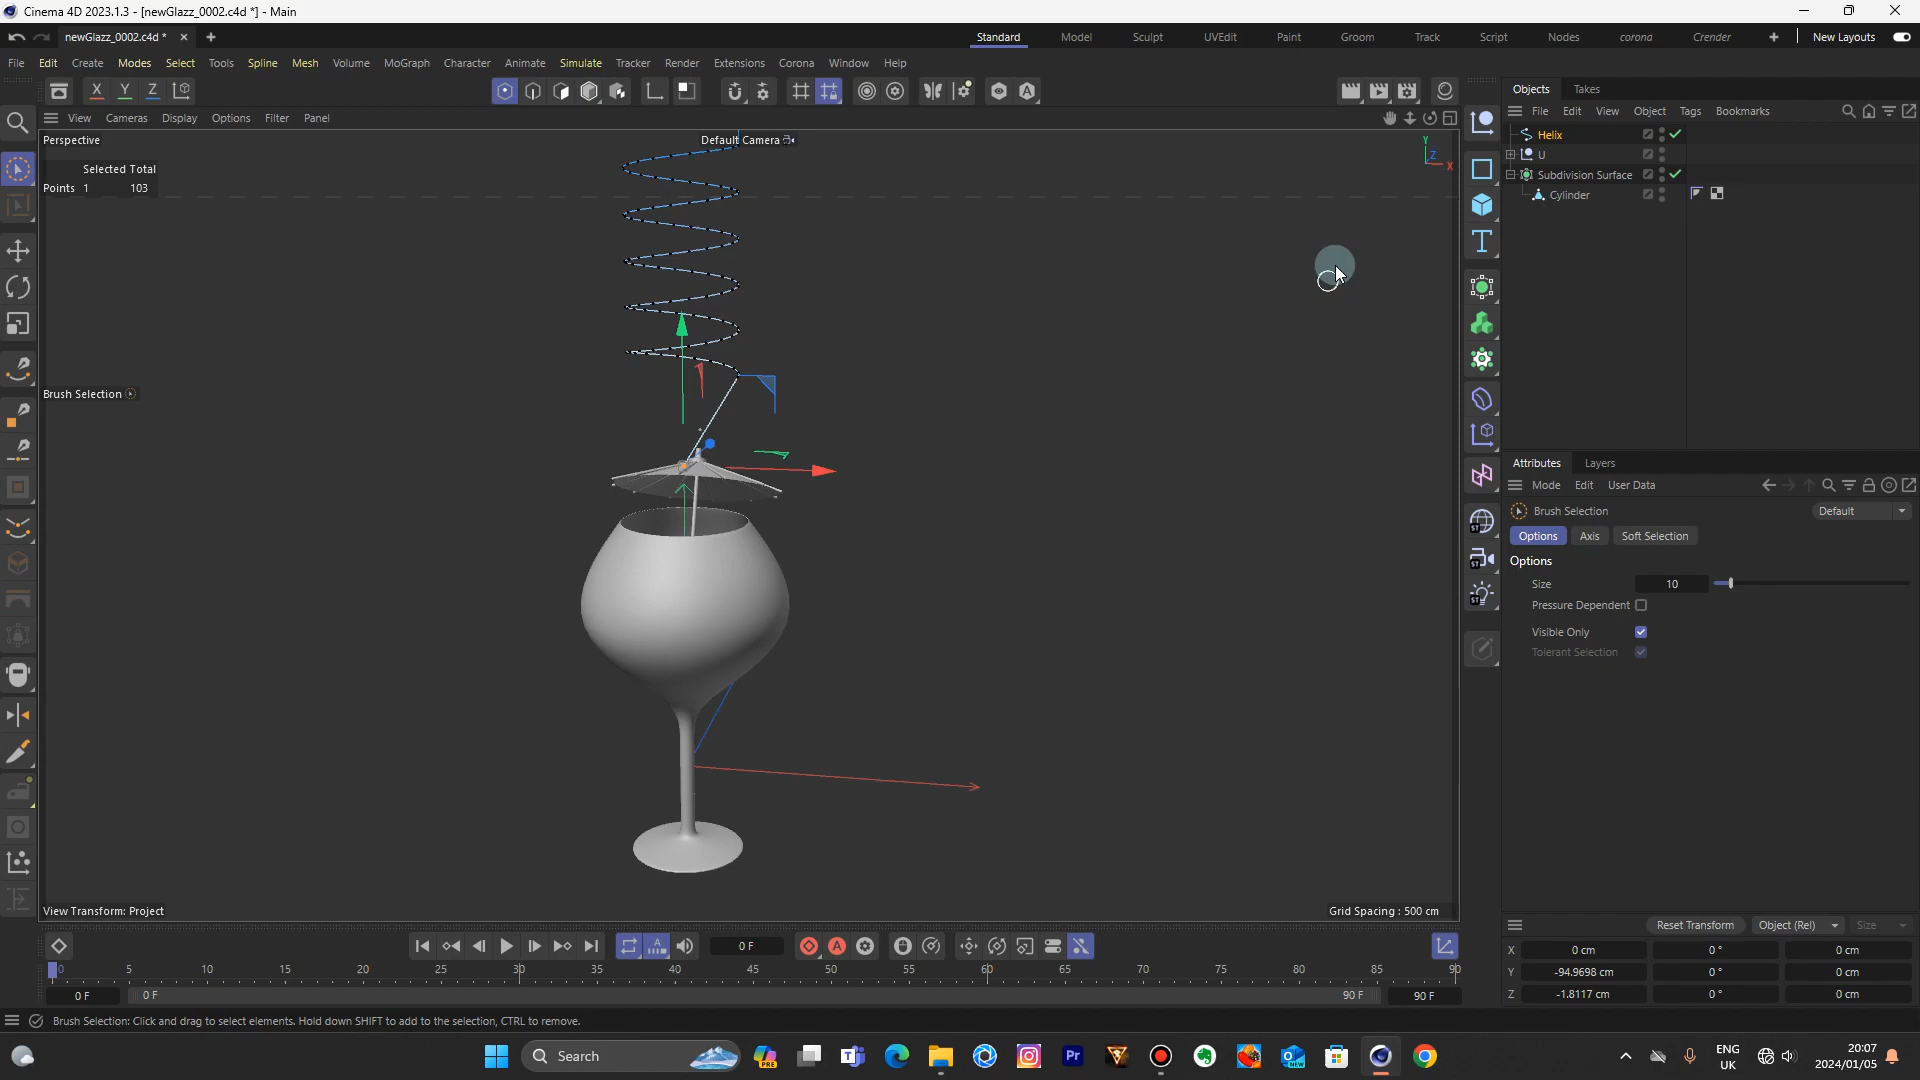 Cinema 4D 2023.1.3 - [newGlazz_0002.c4d *] - Main
newGlazz_0002.c4d *
Standard Model Sculpt UVEdit Paint Groom Track Script Nodes corona Crender New Layouts
File Edit Create Modes Select Tools Spline Mesh Volume MoGraph Character Animate Simulate Tracker Render Extensions Corona Window Help
X Y Z
Objects Takes
View Cameras Display Options Filter Panel
File Edit View Object Tags Bookmarks
Perspective
Default Camera
Y
Z
X
Selected Total
Points 1 103
Helix
U
Subdivision Surface
Cylinder
Brush Selection
Attributes Layers
Mode Edit User Data
Brush Selection
Default
Options Axis Soft Selection
Options
Size 10
Pressure Dependent
Visible Only
Tolerant Selection
View Transform: Project
Grid Spacing : 500 cm
Reset Transform Object (Rel) Size
0 F
X 0 cm 0 ° 0 cm
Y -94.9698 cm 0 ° 0 cm
Z -1.8117 cm 0 ° 0 cm
0 5 10 15 20 25 30 35 40 45 50 55 60 65 70 75 80 85 90
0 F 0 F 90 F 90 F
Brush Selection: Click and drag to select elements. Hold down SHIFT to add to the selection, CTRL to remove.
Search
ENG
UK
20:07
2024/01/05